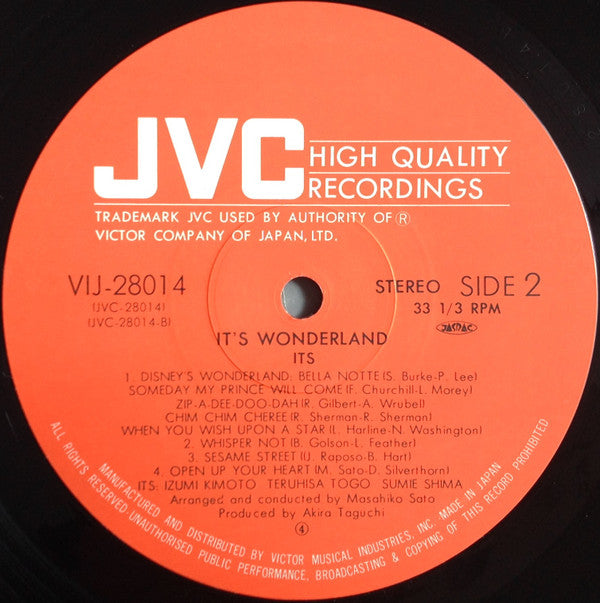 JVC HIGH QUALITY
RECORDINGS
TRADEMARK JVC USED BY AUTHORITY OF ®
VICTOR COMPANY OF JAPAN, LTD.
VIJ-28014
(JVC-28014)
(JVC-28014-B)
STEREO SIDE 2
33 1/3 RPM
JASRAC
IT'S WONDERLAND
ITS
1. DISNEY'S WONDERLAND: BELLA NOTTE(S. Burke-P. Lee)
SOMEDAY MY PRINCE WILL COME(F. Churchill-L. Morey)
ZIP-A-DEE-DOO-DAH(R. Gilbert-A. Wrubel)
CHIM CHIM CHEREE(R. Sherman-R. Sherman)
WHEN YOU WISH UPON A STAR(L. Harline-N. Washington)
2. WHISPER NOT(B. Golson-L. Feather)
3. SESAME STREET(J. Raposo-B. Hart)
4. OPEN UP YOUR HEART(M. Sato-D. Silverthorn)
ITS: IZUMI KIMOTO TERUHISA TOGO SUMIE SHIMA
Arranged and conducted by Masahiko Sato
Produced by Akira Taguchi
④
MANUFACTURED AND DISTRIBUTED BY VICTOR MUSICAL INDUSTRIES, INC. MADE IN JAPAN
ALL RIGHTS RESERVED·UNAUTHORISED PUBLIC PERFORMANCE, BROADCASTING & COPYING OF THIS RECORD PROHIBITED